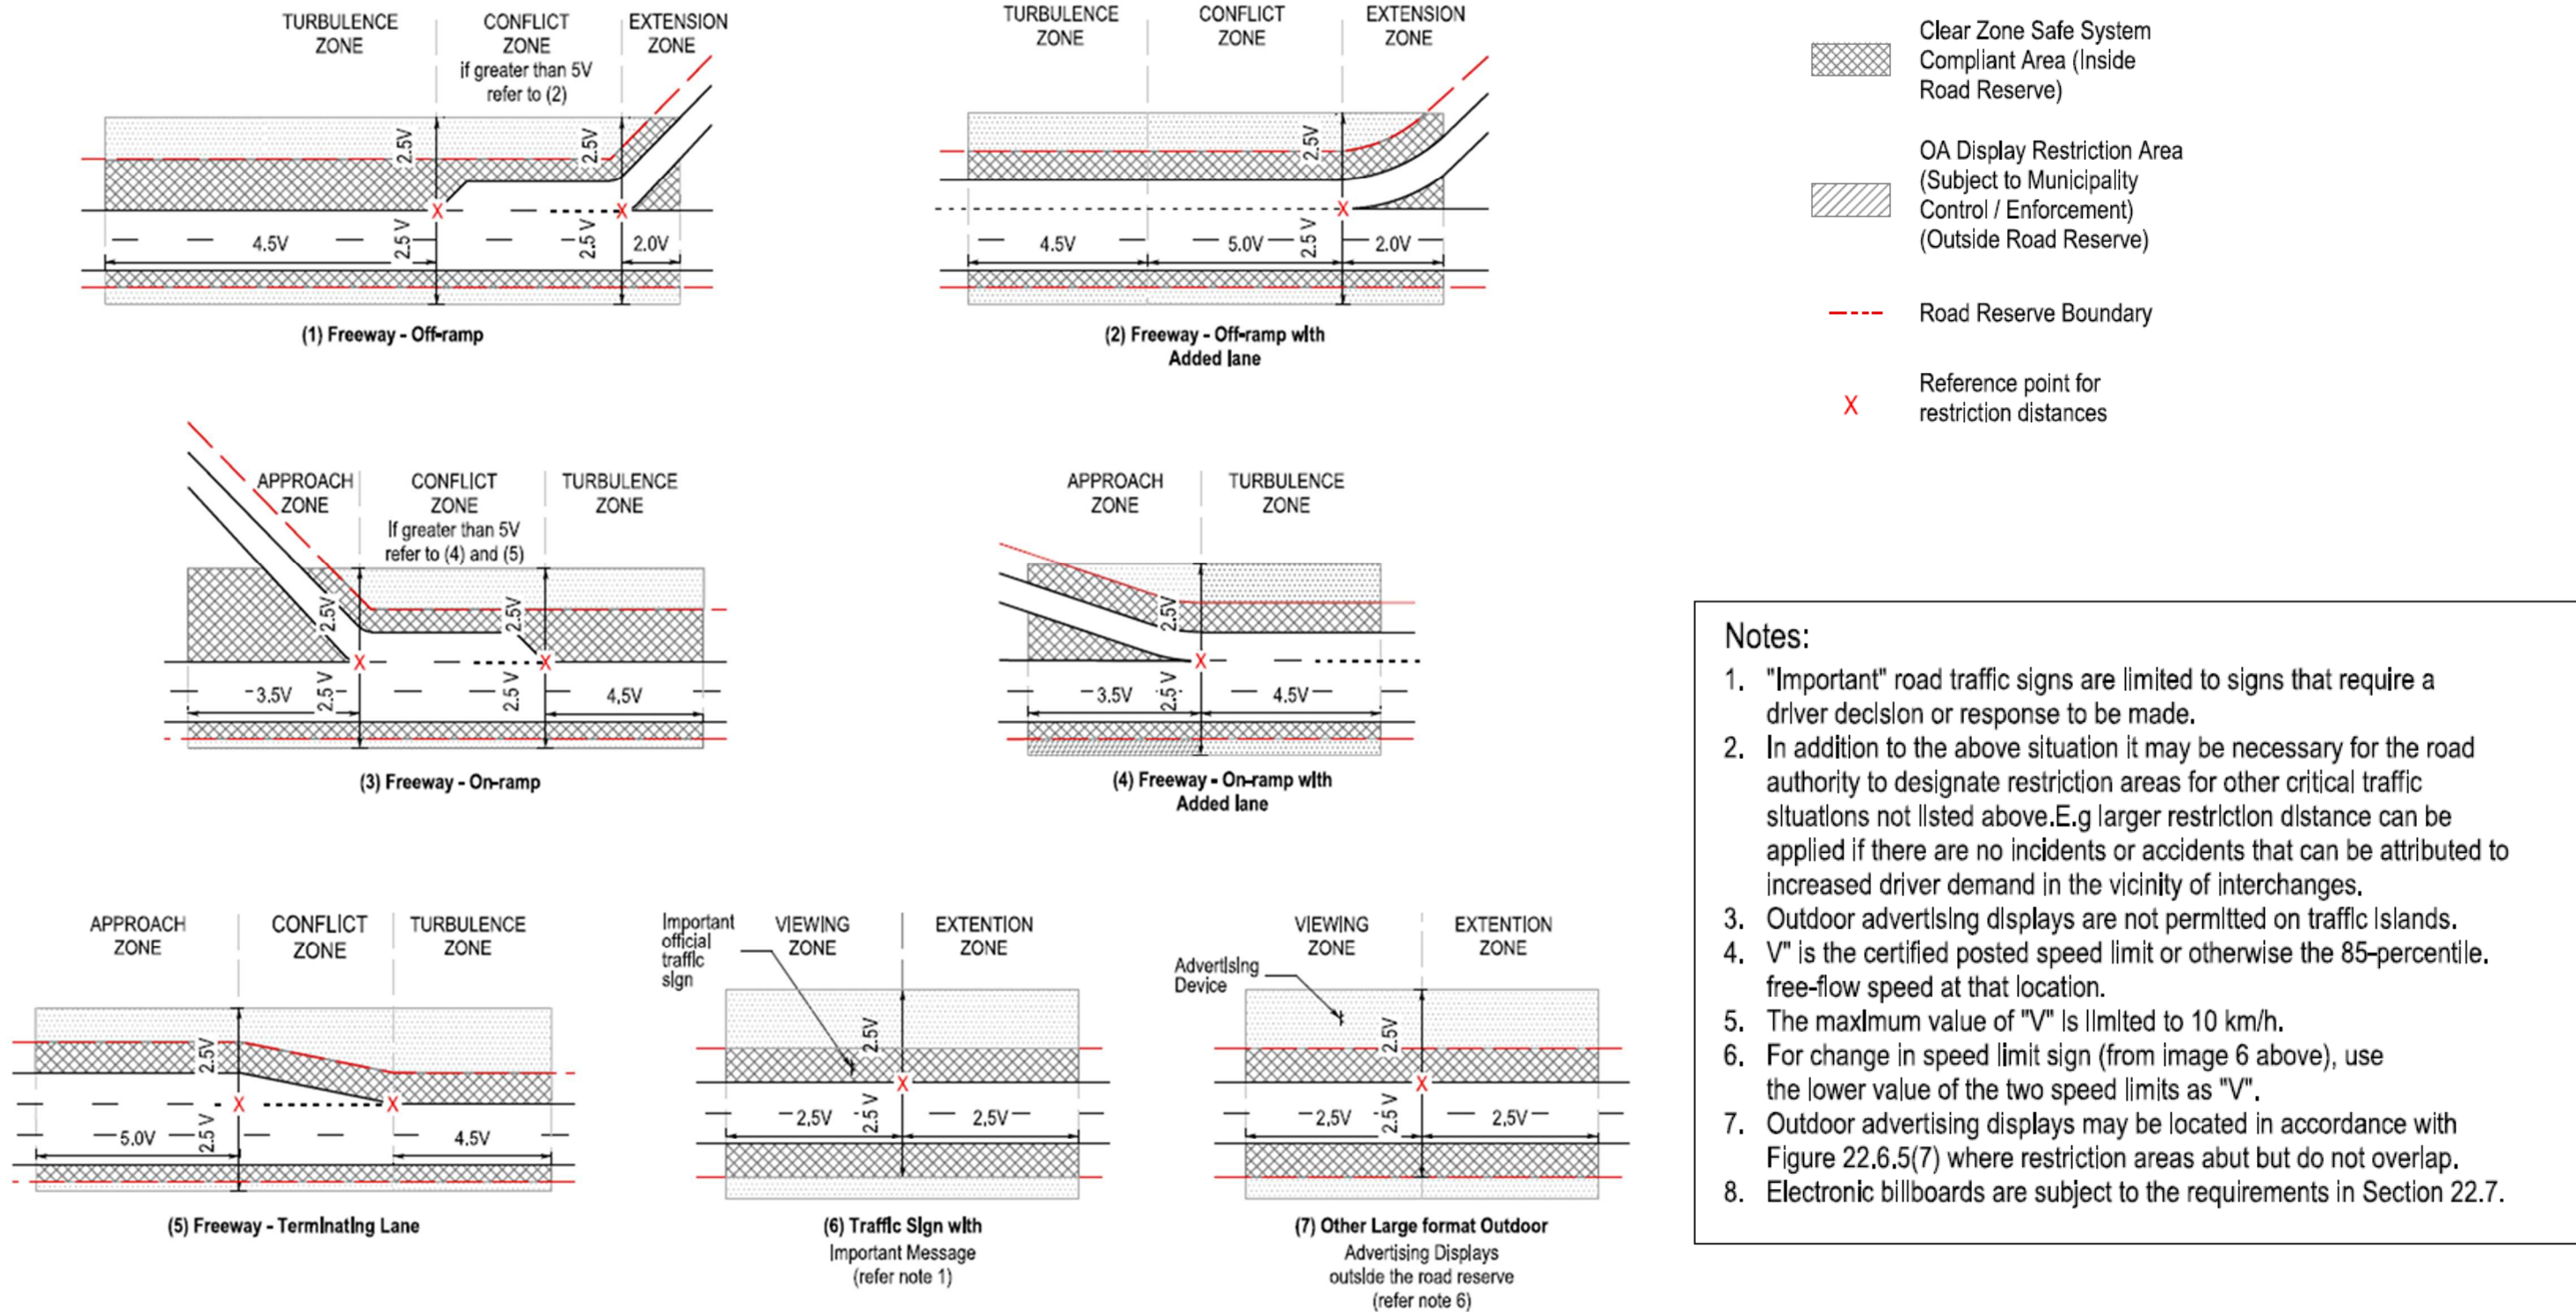 TURBULENCE
ZONE
CONFLICT
ZONE
if greater than 5V
refer to (2)
EXTENSION
ZONE
2.5V
2.5V
4.5V
2.5 V
2.5 V
2.0V
(1) Freeway - Off-ramp
TURBULENCE
ZONE
CONFLICT
ZONE
EXTENSION
ZONE
2.5V
4.5V
5.0V
2.5 V
2.0V
(2) Freeway - Off-ramp with
Added lane
Clear Zone Safe System
Compliant Area (Inside
Road Reserve)
OA Display Restriction Area
(Subject to Municipality
Control / Enforcement)
(Outside Road Reserve)
Road Reserve Boundary
X
Reference point for
restriction distances
APPROACH
ZONE
CONFLICT
ZONE
If greater than 5V
refer to (4) and (5)
TURBULENCE
ZONE
2.5V
2.5V
3.5V
2.5 V
2.5 V
4,5V
(3) Freeway - On-ramp
APPROACH
ZONE
TURBULENCE
ZONE
2.5V
3.5V
2.5 V
4.5V
(4) Freeway - On-ramp with
Added lane
APPROACH
ZONE
CONFLICT
ZONE
TURBULENCE
ZONE
2.5V
5.0V
2.5 V
4.5V
(5) Freeway - Terminating Lane
Important
official
traffic
sign
VIEWING
ZONE
EXTENTION
ZONE
2.5V
2,5V
2.5 V
2,5V
(6) Traffic Sign with
Important Message
(refer note 1)
VIEWING
ZONE
EXTENTION
ZONE
Advertising
Device
2.5V
2,5V
2.5 V
2,5V
(7) Other Large format Outdoor
Advertising Displays
outside the road reserve
(refer note 6)
Notes:
1. "Important" road traffic signs are limited to signs that require a
driver decision or response to be made.
2. In addition to the above situation it may be necessary for the road
authority to designate restriction areas for other critical traffic
situations not listed above.E.g larger restriction distance can be
applied if there are no incidents or accidents that can be attributed to
increased driver demand in the vicinity of interchanges.
3. Outdoor advertising displays are not permitted on traffic islands.
4. V" is the certified posted speed limit or otherwise the 85-percentile.
free-flow speed at that location.
5. The maximum value of "V" is limited to 10 km/h.
6. For change in speed limit sign (from image 6 above), use
the lower value of the two speed limits as "V".
7. Outdoor advertising displays may be located in accordance with
Figure 22.6.5(7) where restriction areas abut but do not overlap.
8. Electronic billboards are subject to the requirements in Section 22.7.